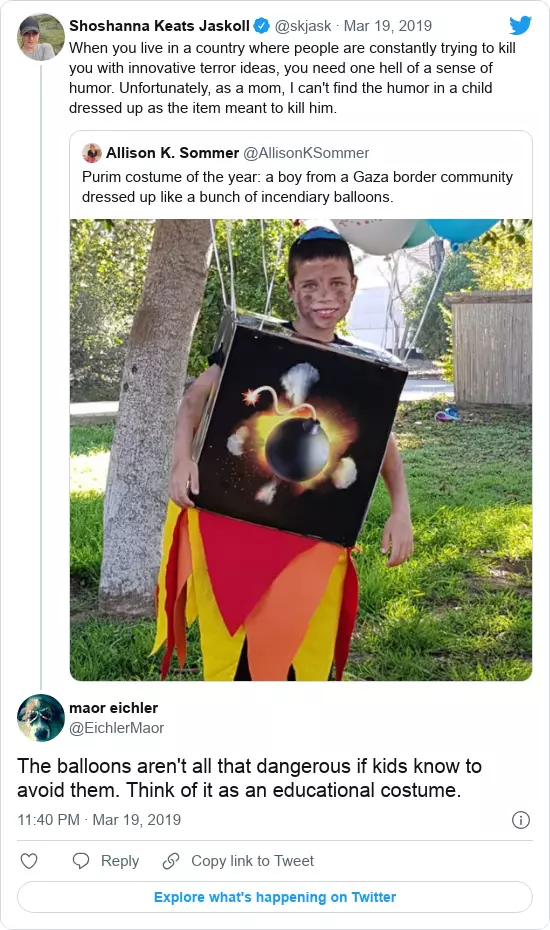 Shoshanna Keats Jaskoll @skjask · Mar 19, 2019
When you live in a country where people are constantly trying to kill
you with innovative terror ideas, you need one hell of a sense of
humor. Unfortunately, as a mom, I can't find the humor in a child
dressed up as the item meant to kill him.
Allison K. Sommer @AllisonKSommer
Purim costume of the year: a boy from a Gaza border community
dressed up like a bunch of incendiary balloons.
maor eichler
@EichlerMaor
The balloons aren't all that dangerous if kids know to
avoid them. Think of it as an educational costume.
11:40 PM · Mar 19, 2019
Reply
Copy link to Tweet
Explore what's happening on Twitter